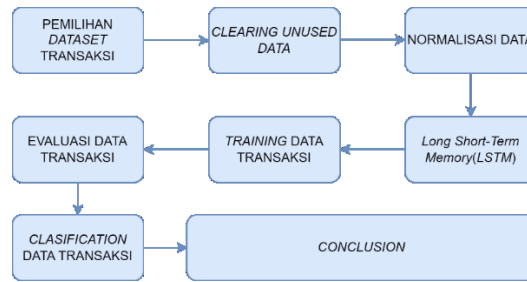 PEMILIHAN
DATASET
TRANSAKSI
CLEARING UNUSED
DATA
NORMALISASI DATA
Long Short-Term
Memory(LSTM)
TRAINING DATA
TRANSAKSI
EVALUASI DATA
TRANSAKSI
CLASIFICATION
DATA TRANSAKSI
CONCLUSION